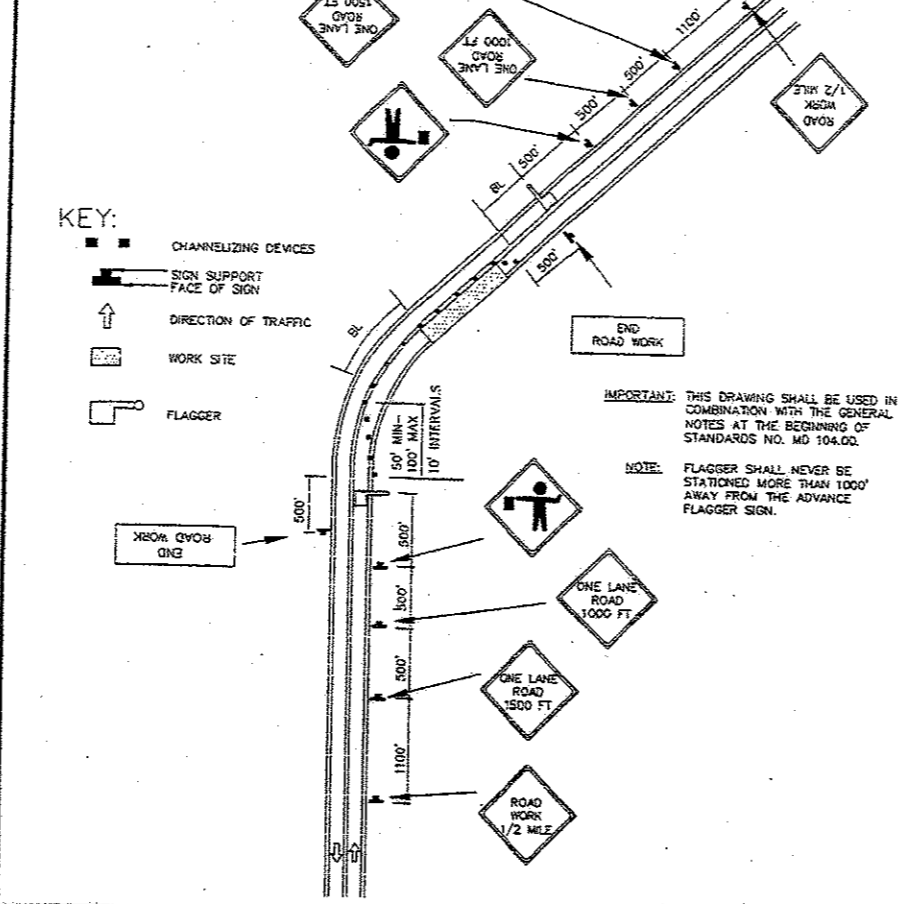 ONE LANE
ROAD
1500 FT
ONE LANE
ROAD
1000 FT
ROAD
WORK
1/2 MILE
1100'
500'
500'
500'
BL
500'
END
ROAD WORK
KEY:
CHANNELIZING DEVICES
SIGN SUPPORT
FACE OF SIGN
DIRECTION OF TRAFFIC
WORK SITE
FLAGGER
BL
50' MIN-
100' MAX
10' INTERVALS
IMPORTANT: THIS DRAWING SHALL BE USED IN
COMBINATION WITH THE GENERAL
NOTES AT THE BEGINNING OF
STANDARDS NO. MD 104.00.
NOTE: FLAGGER SHALL NEVER BE
STATIONED MORE THAN 1000'
AWAY FROM THE ADVANCE
FLAGGER SIGN.
500'
END
ROAD WORK
500'
500'
ONE LANE
ROAD
1000 FT
500'
ONE LANE
ROAD
1500 FT
1100'
ROAD
WORK
1/2 MILE